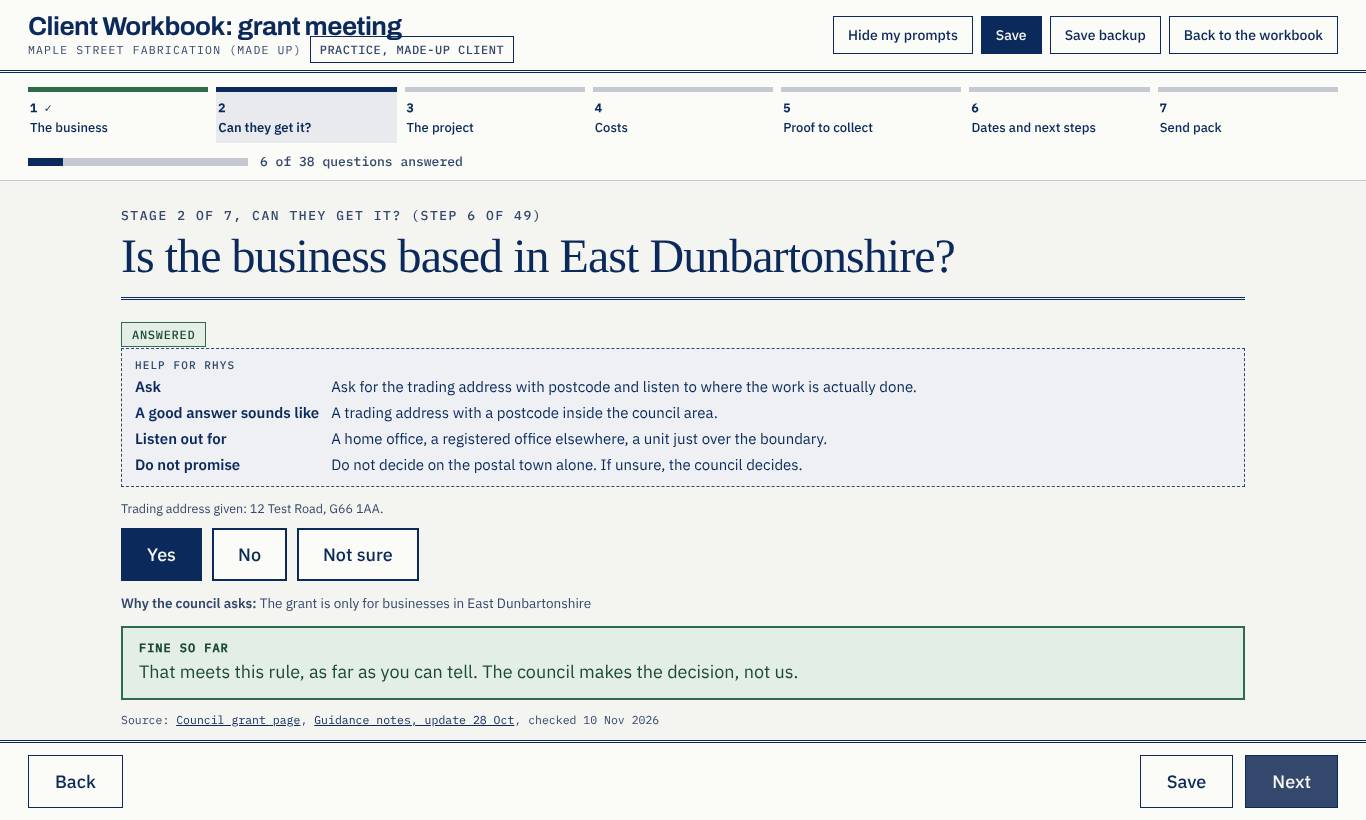 Client Workbook: grant meeting
MAPLE STREET FABRICATION (MADE UP) PRACTICE, MADE-UP CLIENT
Hide my prompts Save Save backup Back to the workbook
1 ✓ 2 3 4 5 6 7
The business Can they get it? The project Costs Proof to collect Dates and next steps Send pack
6 of 38 questions answered
STAGE 2 OF 7, CAN THEY GET IT? (STEP 6 OF 49)
Is the business based in East Dunbartonshire?
ANSWERED
HELP FOR RHYS
Ask Ask for the trading address with postcode and listen to where the work is actually done.
A good answer sounds like A trading address with a postcode inside the council area.
Listen out for A home office, a registered office elsewhere, a unit just over the boundary.
Do not promise Do not decide on the postal town alone. If unsure, the council decides.
Trading address given: 12 Test Road, G66 1AA.
Yes No Not sure
Why the council asks: The grant is only for businesses in East Dunbartonshire
FINE SO FAR
That meets this rule, as far as you can tell. The council makes the decision, not us.
Source: Council grant page, Guidance notes, update 28 Oct, checked 10 Nov 2026
Back Save Next